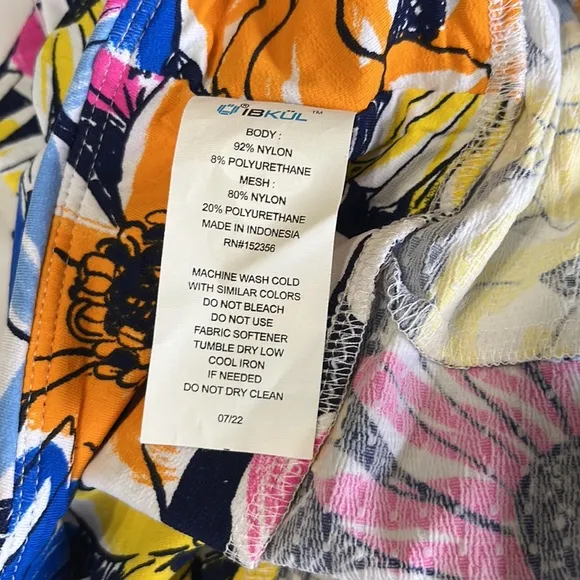 IBKÜL™
BODY :
92% NYLON
8% POLYURETHANE
MESH :
80% NYLON
20% POLYURETHANE
MADE IN INDONESIA
RN#152356
MACHINE WASH COLD
WITH SIMILAR COLORS
DO NOT BLEACH
DO NOT USE
FABRIC SOFTENER
TUMBLE DRY LOW
COOL IRON
IF NEEDED
DO NOT DRY CLEAN
07/22